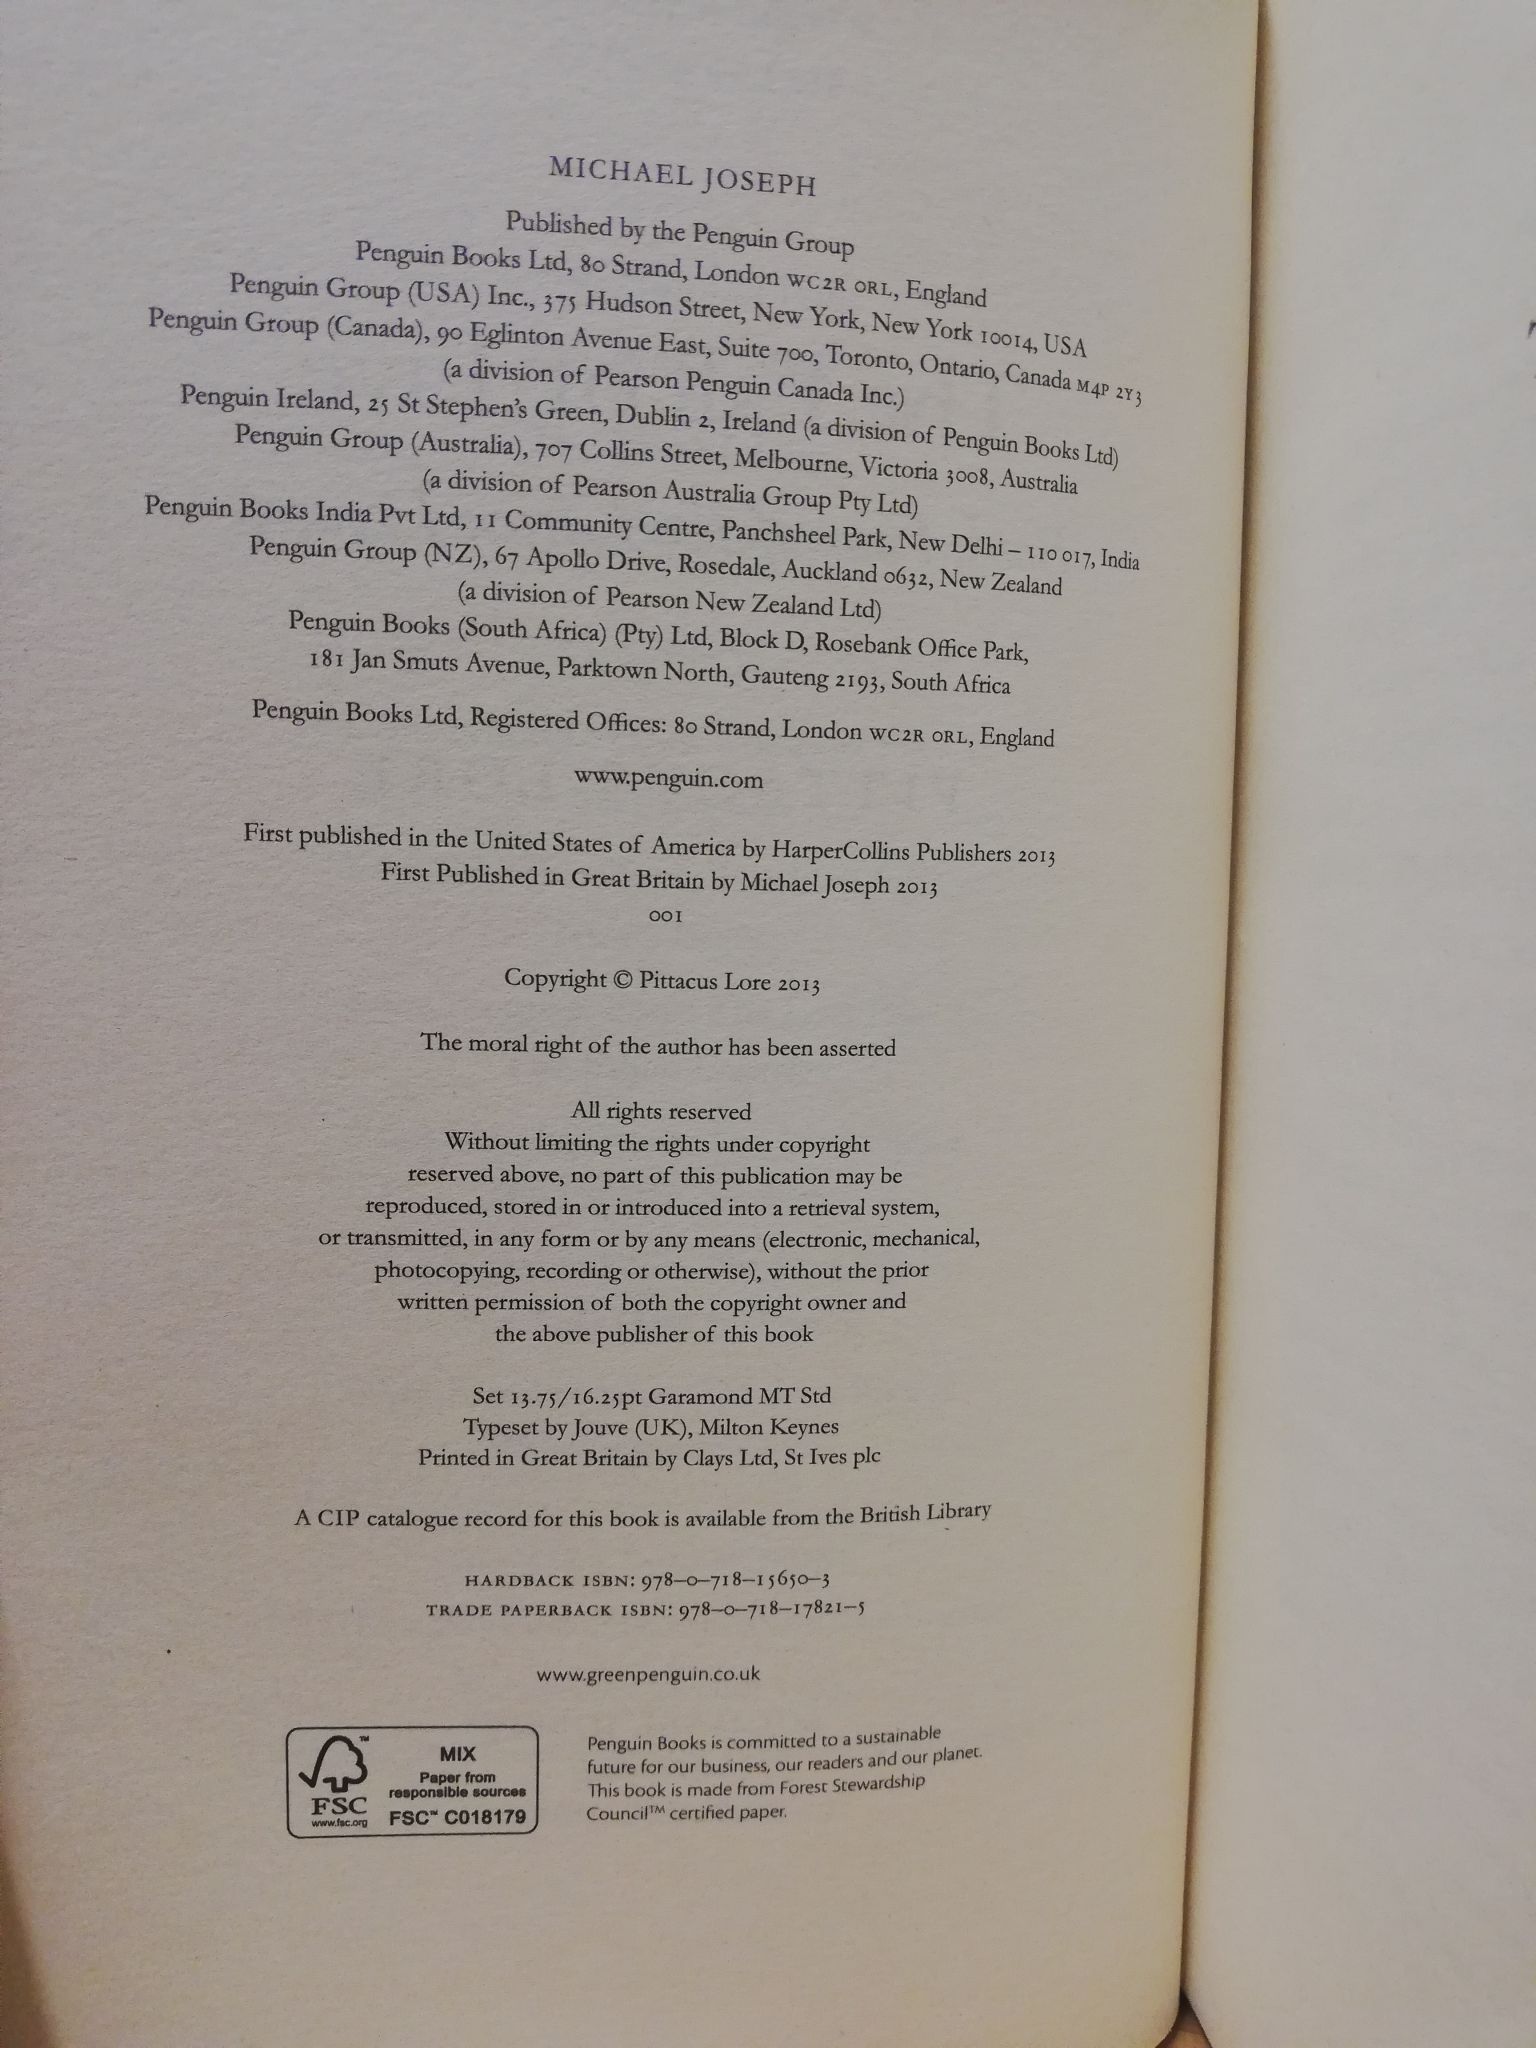 MICHAEL JOSEPH
Published by the Penguin Group
Penguin Books Ltd, 80 Strand, London WC2R ORL, England
Penguin Group (USA) Inc., 375 Hudson Street, New York, New York 10014, USA
Penguin Group (Canada), 90 Eglinton Avenue East, Suite 700, Toronto, Ontario, Canada M4P 2Y3
(a division of Pearson Penguin Canada Inc.)
Penguin Ireland, 25 St Stephen's Green, Dublin 2, Ireland (a division of Penguin Books Ltd)
Penguin Group (Australia), 707 Collins Street, Melbourne, Victoria 3008, Australia
(a division of Pearson Australia Group Pty Ltd)
Penguin Books India Pvt Ltd, 11 Community Centre, Panchsheel Park, New Delhi – 110 017, India
Penguin Group (NZ), 67 Apollo Drive, Rosedale, Auckland 0632, New Zealand
(a division of Pearson New Zealand Ltd)
Penguin Books (South Africa) (Pty) Ltd, Block D, Rosebank Office Park,
181 Jan Smuts Avenue, Parktown North, Gauteng 2193, South Africa
Penguin Books Ltd, Registered Offices: 80 Strand, London WC2R ORL, England
www.penguin.com
First published in the United States of America by HarperCollins Publishers 2013
First Published in Great Britain by Michael Joseph 2013
001
Copyright © Pittacus Lore 2013
The moral right of the author has been asserted
All rights reserved
Without limiting the rights under copyright
reserved above, no part of this publication may be
reproduced, stored in or introduced into a retrieval system,
or transmitted, in any form or by any means (electronic, mechanical,
photocopying, recording or otherwise), without the prior
written permission of both the copyright owner and
the above publisher of this book
Set 13.75/16.25pt Garamond MT Std
Typeset by Jouve (UK), Milton Keynes
Printed in Great Britain by Clays Ltd, St Ives plc
A CIP catalogue record for this book is available from the British Library
HARDBACK ISBN: 978–0–718–15650–3
TRADE PAPERBACK ISBN: 978–0–718–17821–5
www.greenpenguin.co.uk
FSC™
www.fsc.org
MIX
Paper from
responsible sources
FSC™ C018179
Penguin Books is committed to a sustainable
future for our business, our readers and our planet.
This book is made from Forest Stewardship
Council™ certified paper.